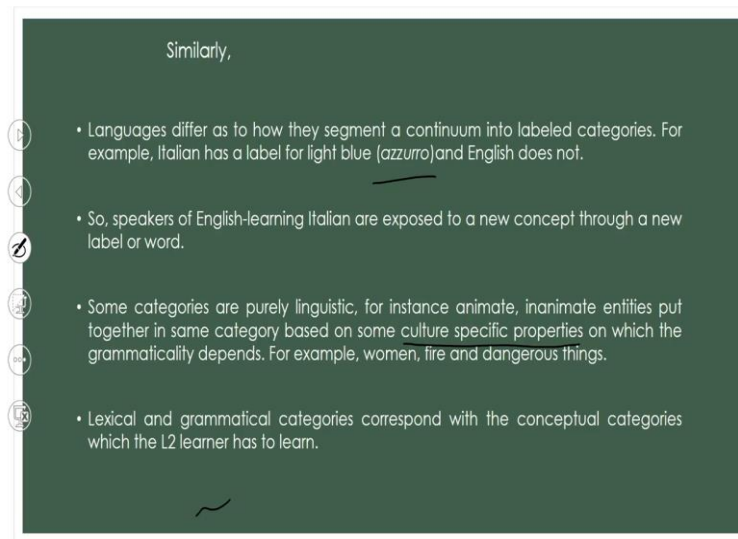 Similarly,
• Languages differ as to how they segment a continuum into labeled categories. For
example, Italian has a label for light blue (azzurro)and English does not.
• So, speakers of English-learning Italian are exposed to a new concept through a new
label or word.
• Some categories are purely linguistic, for instance animate, inanimate entities put
together in same category based on some culture specific properties on which the
grammaticality depends. For example, women, fire and dangerous things.
• Lexical and grammatical categories correspond with the conceptual categories
which the L2 learner has to learn.